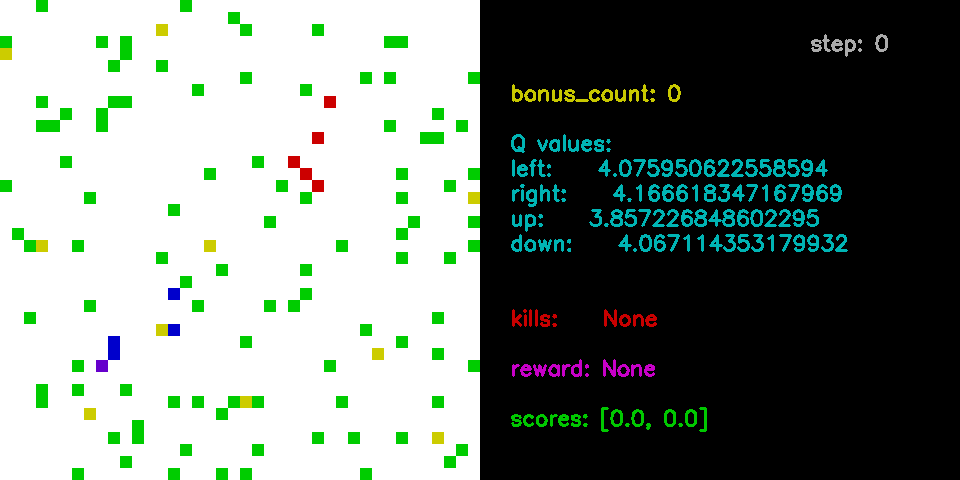 step: 0
bonus_count: 0
Q values:
left: 4.075950622558594
right: 4.166618347167969
up: 3.857226848602295
down: 4.067114353179932
kills: None
reward: None
scores: [0.0, 0.0]